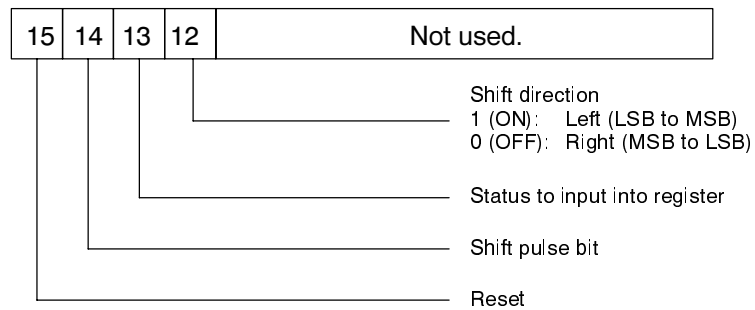 15 14 13 12 Not used.
Shift direction
1 (ON): Left (LSB to MSB)
0 (OFF): Right (MSB to LSB)
Status to input into register
Shift pulse bit
Reset